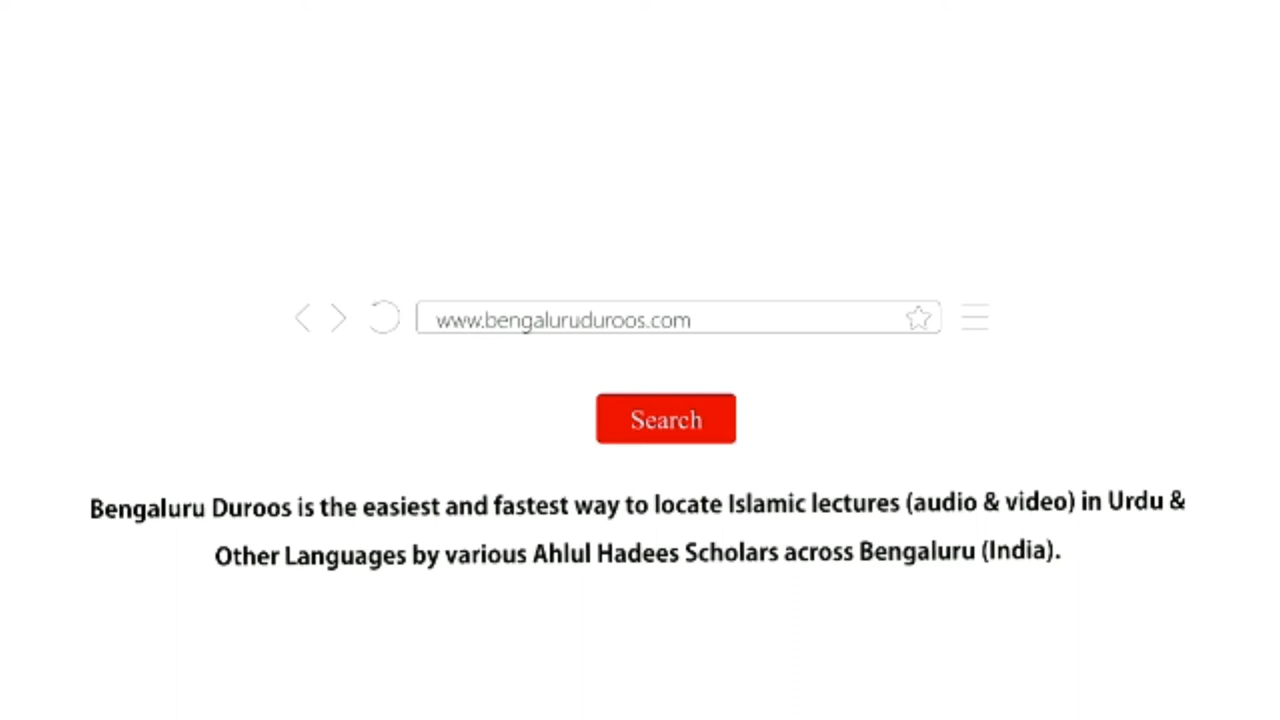 www.bengaluruduroos.com
Search
Bengaluru Duroos is the easiest and fastest way to locate Islamic lectures (audio & video) in Urdu &
Other Languages by various Ahlul Hadees Scholars across Bengaluru (India).